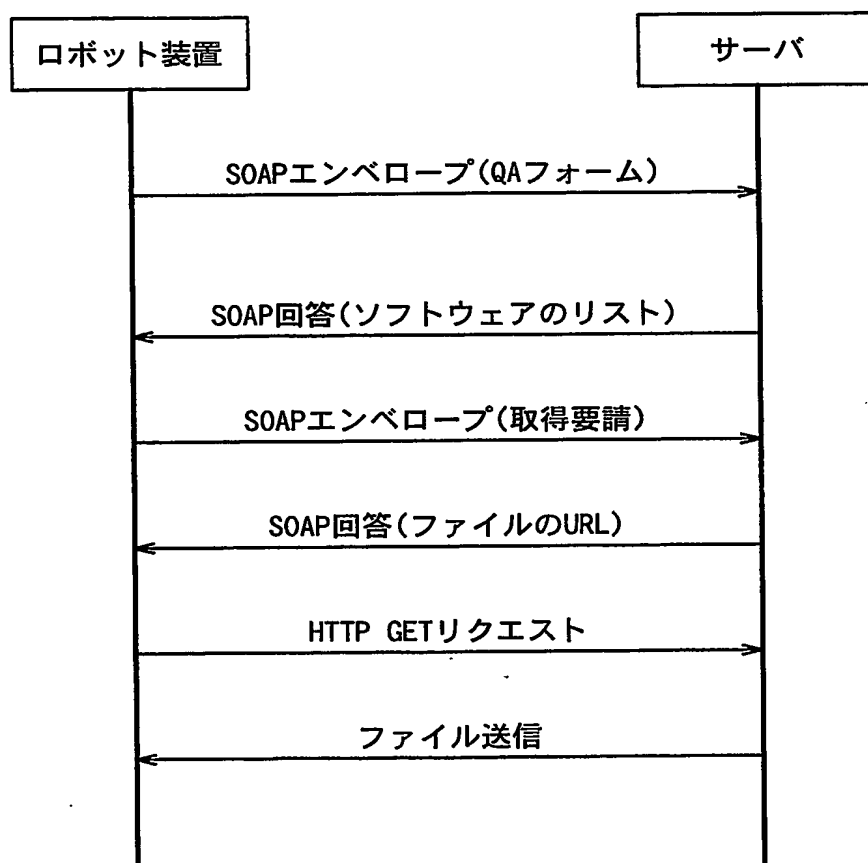 ロボット装置
サーバ
SOAPエンベロープ(QAフォーム)
SOAP回答(ソフトウェアのリスト)
SOAPエンベロープ(取得要請)
SOAP回答(ファイルのURL)
HTTP GETリクエスト
ファイル送信